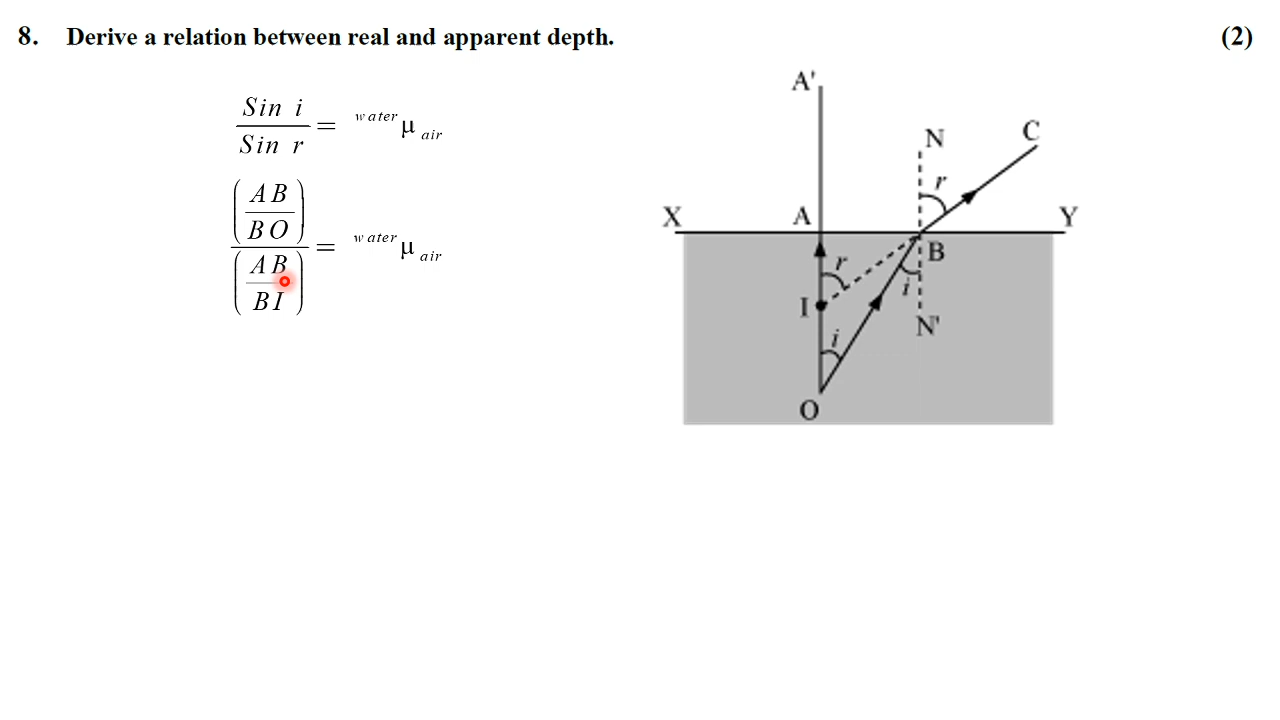 8. Derive a relation between real and apparent depth. (2)
Sin i / Sin r = water μ air
(AB / BO) / (AB / BI) = water μ air
A'
N
C
r
X
A
Y
B
r
i
I
N'
i
O